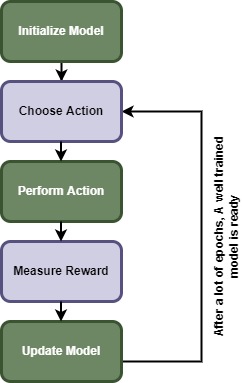 Initialize Model
Choose Action
Perform Action
Measure Reward
Update Model
After a lot of epochs, A well trained
model is ready